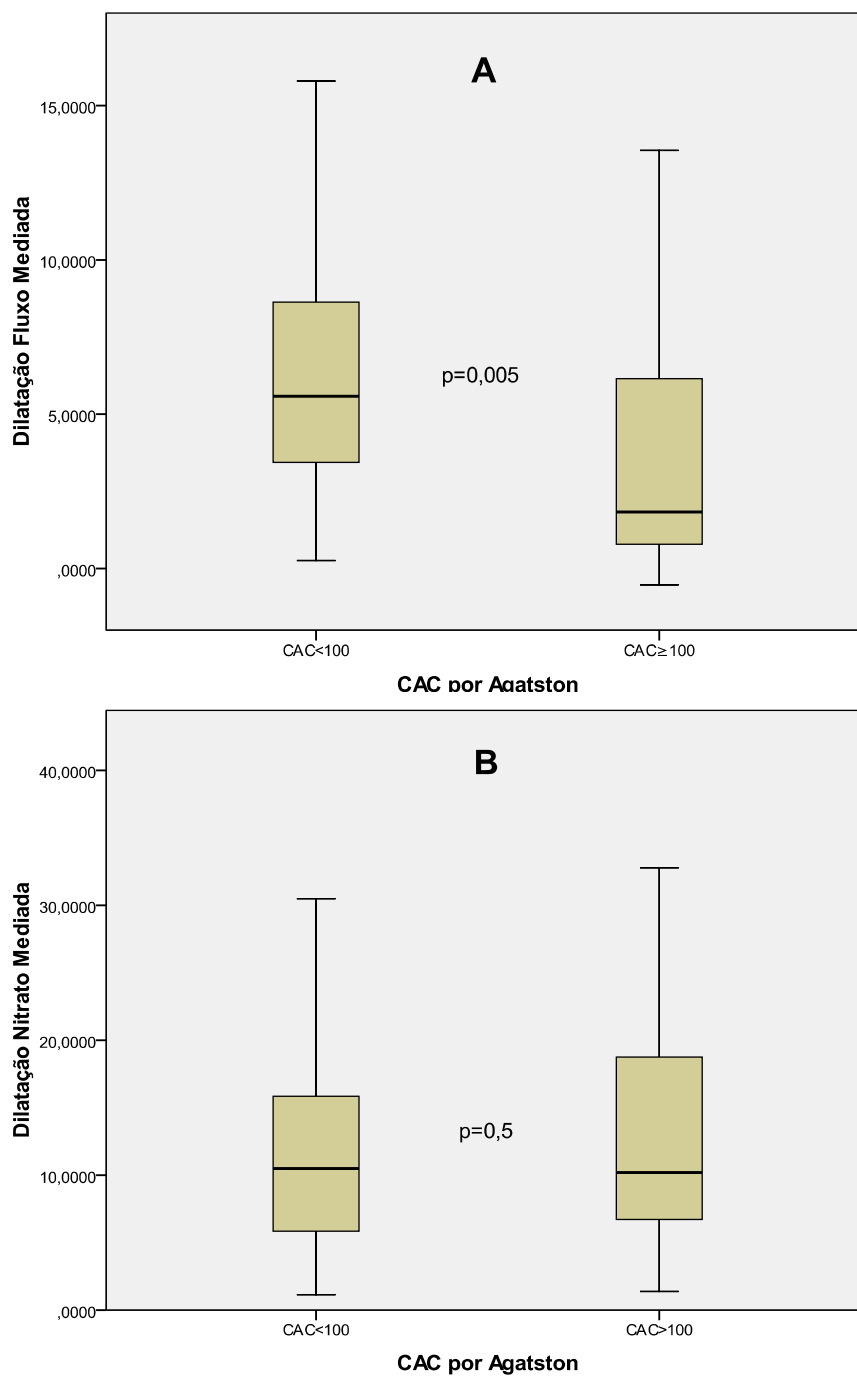 A
Dilatação Fluxo Mediada
15,0000
10,0000
5,0000
,0000
p=0,005
CAC<100
CAC≥100
CAC por Agatston
B
Dilatação Nitrato Mediada
40,0000
30,0000
20,0000
10,0000
,0000
p=0,5
CAC<100
CAC>100
CAC por Agatston